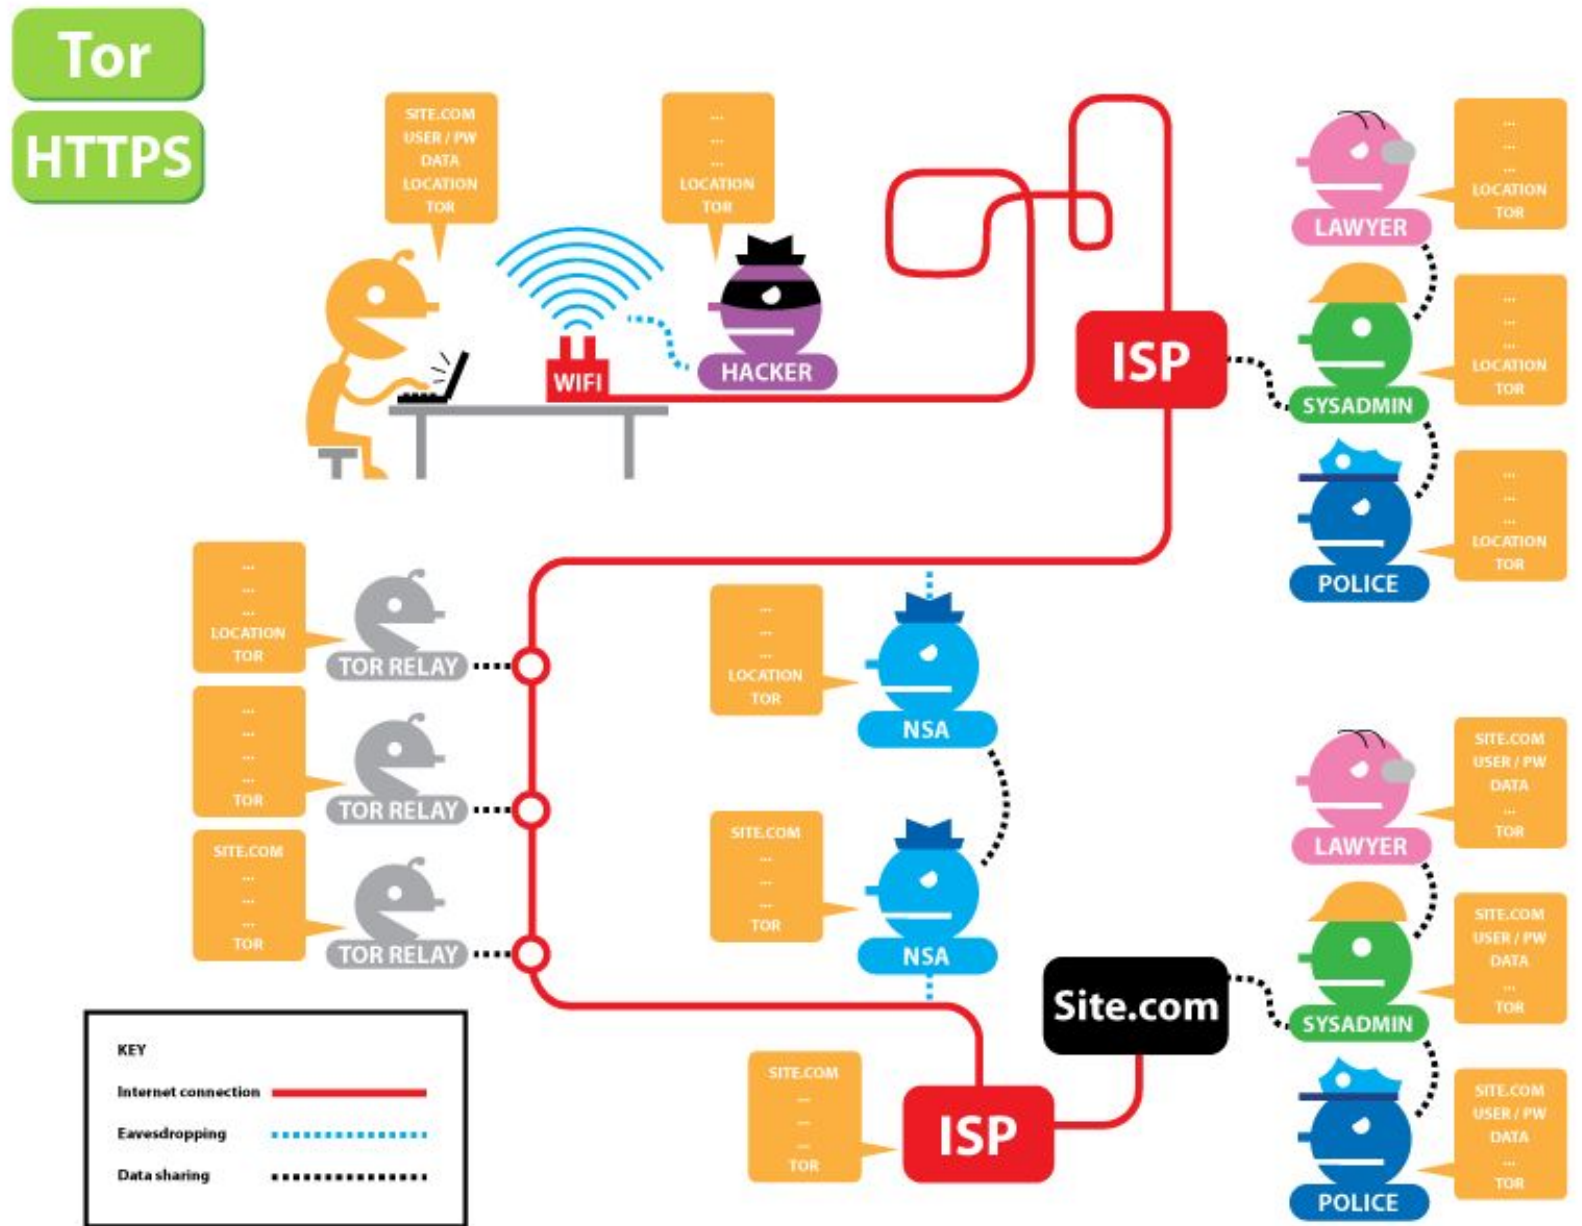 Tor
HTTPS
SITE.COM
USER / PW
DATA
LOCATION
TOR
...
...
...
LOCATION
TOR
WIFI
HACKER
ISP
...
...
...
LOCATION
TOR
LAWYER
...
...
...
LOCATION
TOR
SYSADMIN
...
...
...
LOCATION
TOR
POLICE
...
...
...
LOCATION
TOR
TOR RELAY
...
...
...
...
TOR
TOR RELAY
SITE.COM
...
...
...
TOR
TOR RELAY
...
...
...
LOCATION
TOR
NSA
SITE.COM
...
...
...
TOR
NSA
SITE.COM
USER / PW
DATA
...
TOR
LAWYER
SITE.COM
USER / PW
DATA
...
TOR
SYSADMIN
SITE.COM
USER / PW
DATA
...
TOR
POLICE
Site.com
SITE.COM
...
...
...
TOR
ISP
KEY
Internet connection
Eavesdropping
Data sharing